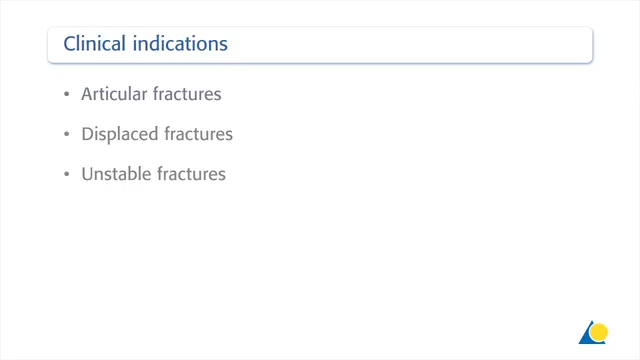 Clinical indications
• Articular fractures
• Displaced fractures
• Unstable fractures